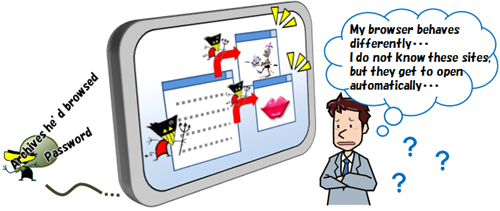 My browser behaves
differently・・・
I do not know these sites,
but they get to open
automatically・・・
Archives he'd browsed
Password
?
?
?